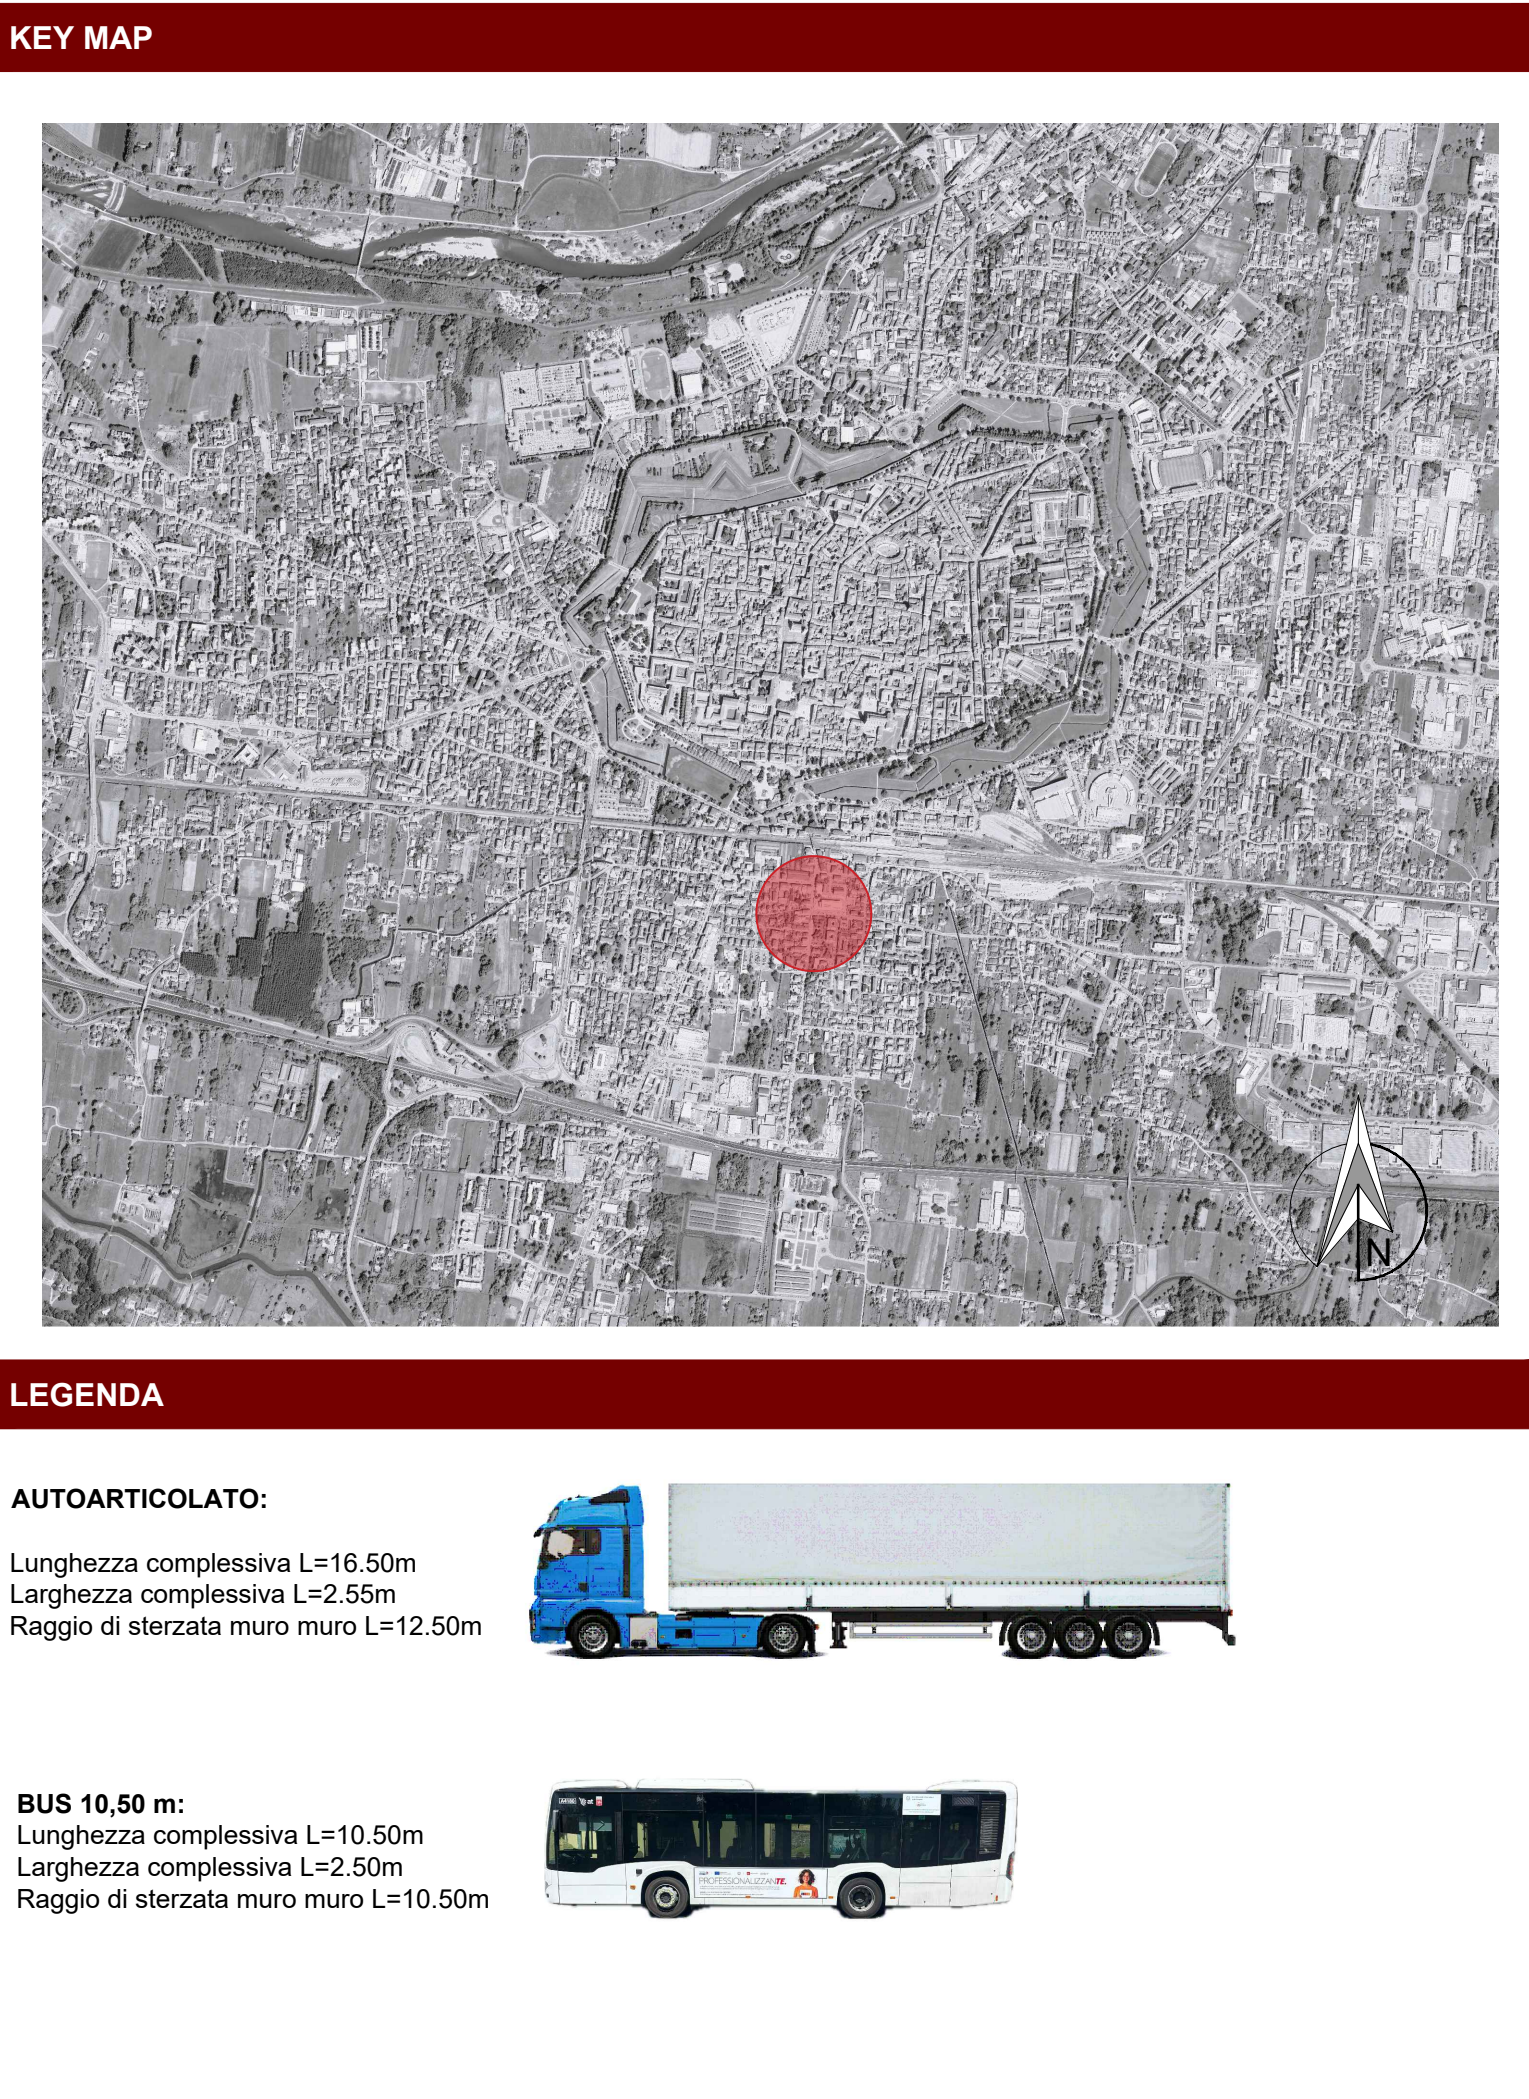 KEY MAP
N
LEGENDA
AUTOARTICOLATO:
Lunghezza complessiva L=16.50m
Larghezza complessiva L=2.55m
Raggio di sterzata muro muro L=12.50m
BUS 10,50 m:
Lunghezza complessiva L=10.50m
Larghezza complessiva L=2.50m
Raggio di sterzata muro muro L=10.50m
at
PROFESSIONALIZZANTE.